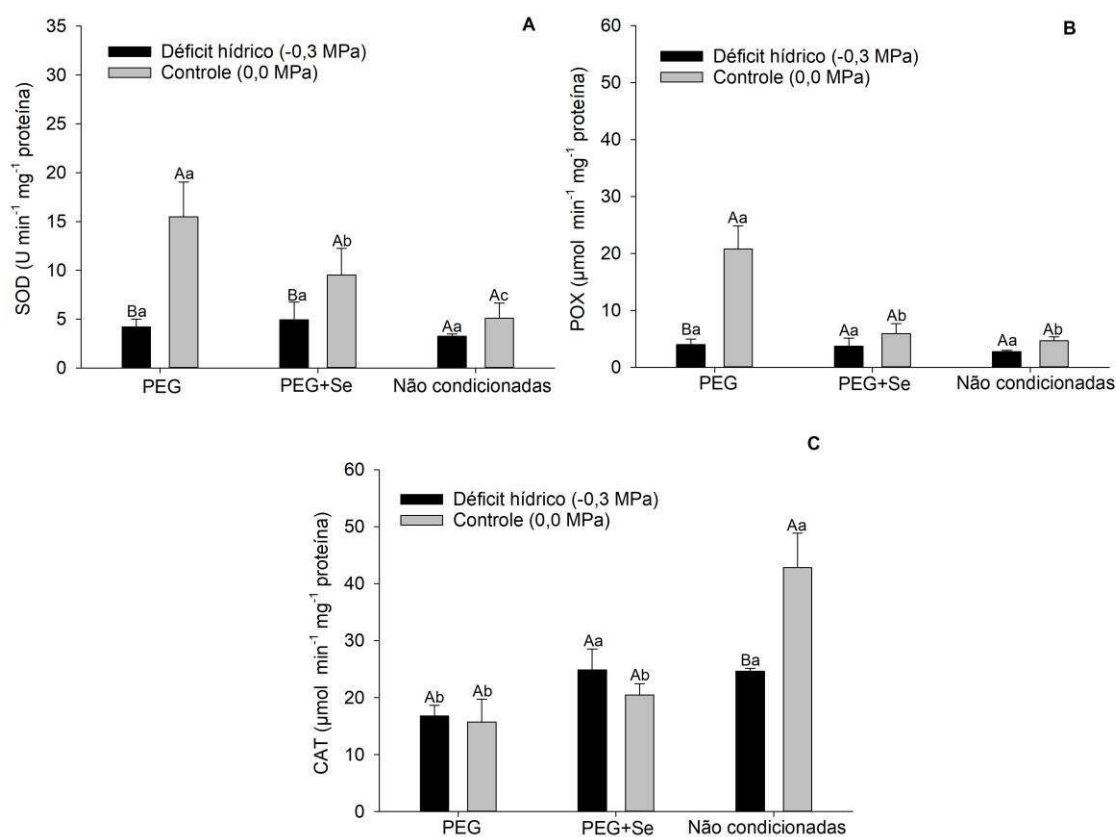 A
35
30
25
20
15
10
5
0
SOD (U min⁻¹ mg⁻¹ proteína)
Déficit hídrico (-0,3 MPa)
Controle (0,0 MPa)
Ba
Aa
Ba
Ab
Aa
Ac
PEG
PEG+Se
Não condicionadas
B
60
50
40
30
20
10
0
POX (µmol min⁻¹ mg⁻¹ proteína)
Déficit hídrico (-0,3 MPa)
Controle (0,0 MPa)
Ba
Aa
Aa
Ab
Aa
Ab
PEG
PEG+Se
Não condicionadas
C
60
50
40
30
20
10
0
CAT (µmol min⁻¹ mg⁻¹ proteína)
Déficit hídrico (-0,3 MPa)
Controle (0,0 MPa)
Ab
Ab
Aa
Ab
Ba
Aa
PEG
PEG+Se
Não condicionadas